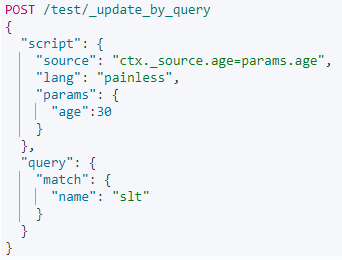 POST /test/_update_by_query
{
  "script": {
    "source": "ctx._source.age=params.age",
    "lang": "painless",
    "params": {
      "age":30
    }
  },
  "query": {
    "match": {
      "name": "slt"
    }
  }
}